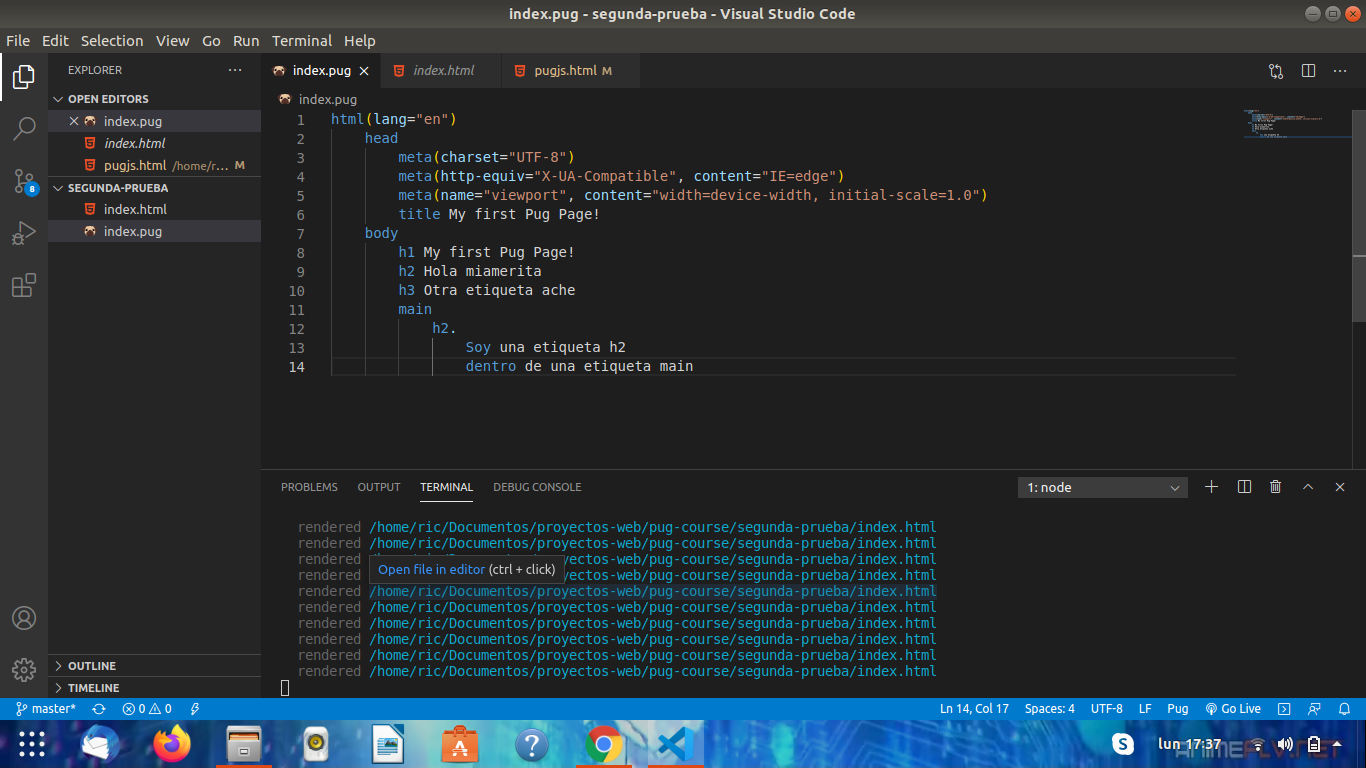 index.pug - segunda-prueba - Visual Studio Code
File Edit Selection View Go Run Terminal Help
EXPLORER
OPEN EDITORS
index.pug
index.html
pugjs.html /home/r... M
SEGUNDA-PRUEBA
index.html
index.pug
8
OUTLINE
TIMELINE
index.pug index.html pugjs.html M
index.pug
1 html(lang="en")
2 head
3 meta(charset="UTF-8")
4 meta(http-equiv="X-UA-Compatible", content="IE=edge")
5 meta(name="viewport", content="width=device-width, initial-scale=1.0")
6 title My first Pug Page!
7 body
8 h1 My first Pug Page!
9 h2 Hola miamerita
10 h3 Otra etiqueta ache
11 main
12 h2.
13 Soy una etiqueta h2
14 dentro de una etiqueta main
PROBLEMS OUTPUT TERMINAL DEBUG CONSOLE 1: node
rendered /home/ric/Documentos/proyectos-web/pug-course/segunda-prueba/index.html
rendered /home/ric/Documentos/proyectos-web/pug-course/segunda-prueba/index.html
rendered /home/ric/Documentos/proyectos-web/pug-course/segunda-prueba/index.html
Open file in editor (ctrl + click)
rendered /home/ric/Documentos/proyectos-web/pug-course/segunda-prueba/index.html
rendered /home/ric/Documentos/proyectos-web/pug-course/segunda-prueba/index.html
rendered /home/ric/Documentos/proyectos-web/pug-course/segunda-prueba/index.html
rendered /home/ric/Documentos/proyectos-web/pug-course/segunda-prueba/index.html
rendered /home/ric/Documentos/proyectos-web/pug-course/segunda-prueba/index.html
rendered /home/ric/Documentos/proyectos-web/pug-course/segunda-prueba/index.html
rendered /home/ric/Documentos/proyectos-web/pug-course/segunda-prueba/index.html
master* 0 0 Ln 14, Col 17 Spaces: 4 UTF-8 LF Pug Go Live
lun 17:37
ANIMEFLV.NET